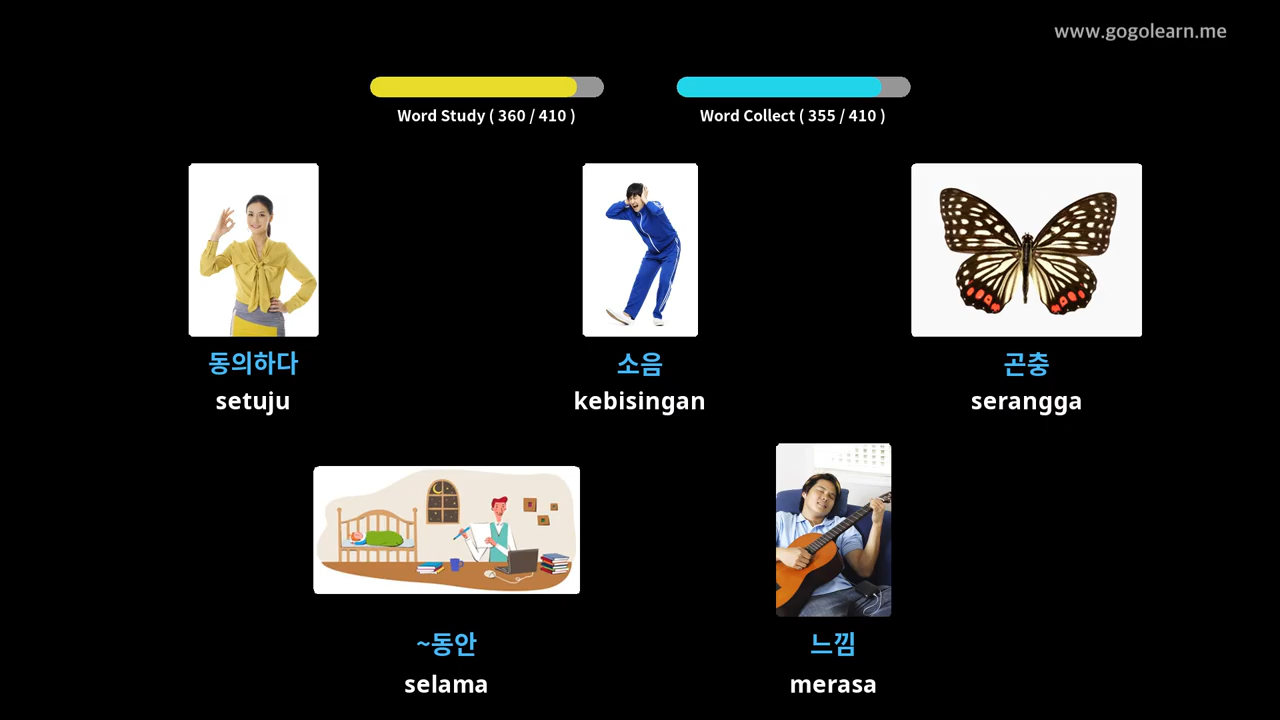 www.gogolearn.me
Word Study ( 360 / 410 )
Word Collect ( 355 / 410 )
동의하다
setuju
소음
kebisingan
곤충
serangga
~동안
selama
느낌
merasa